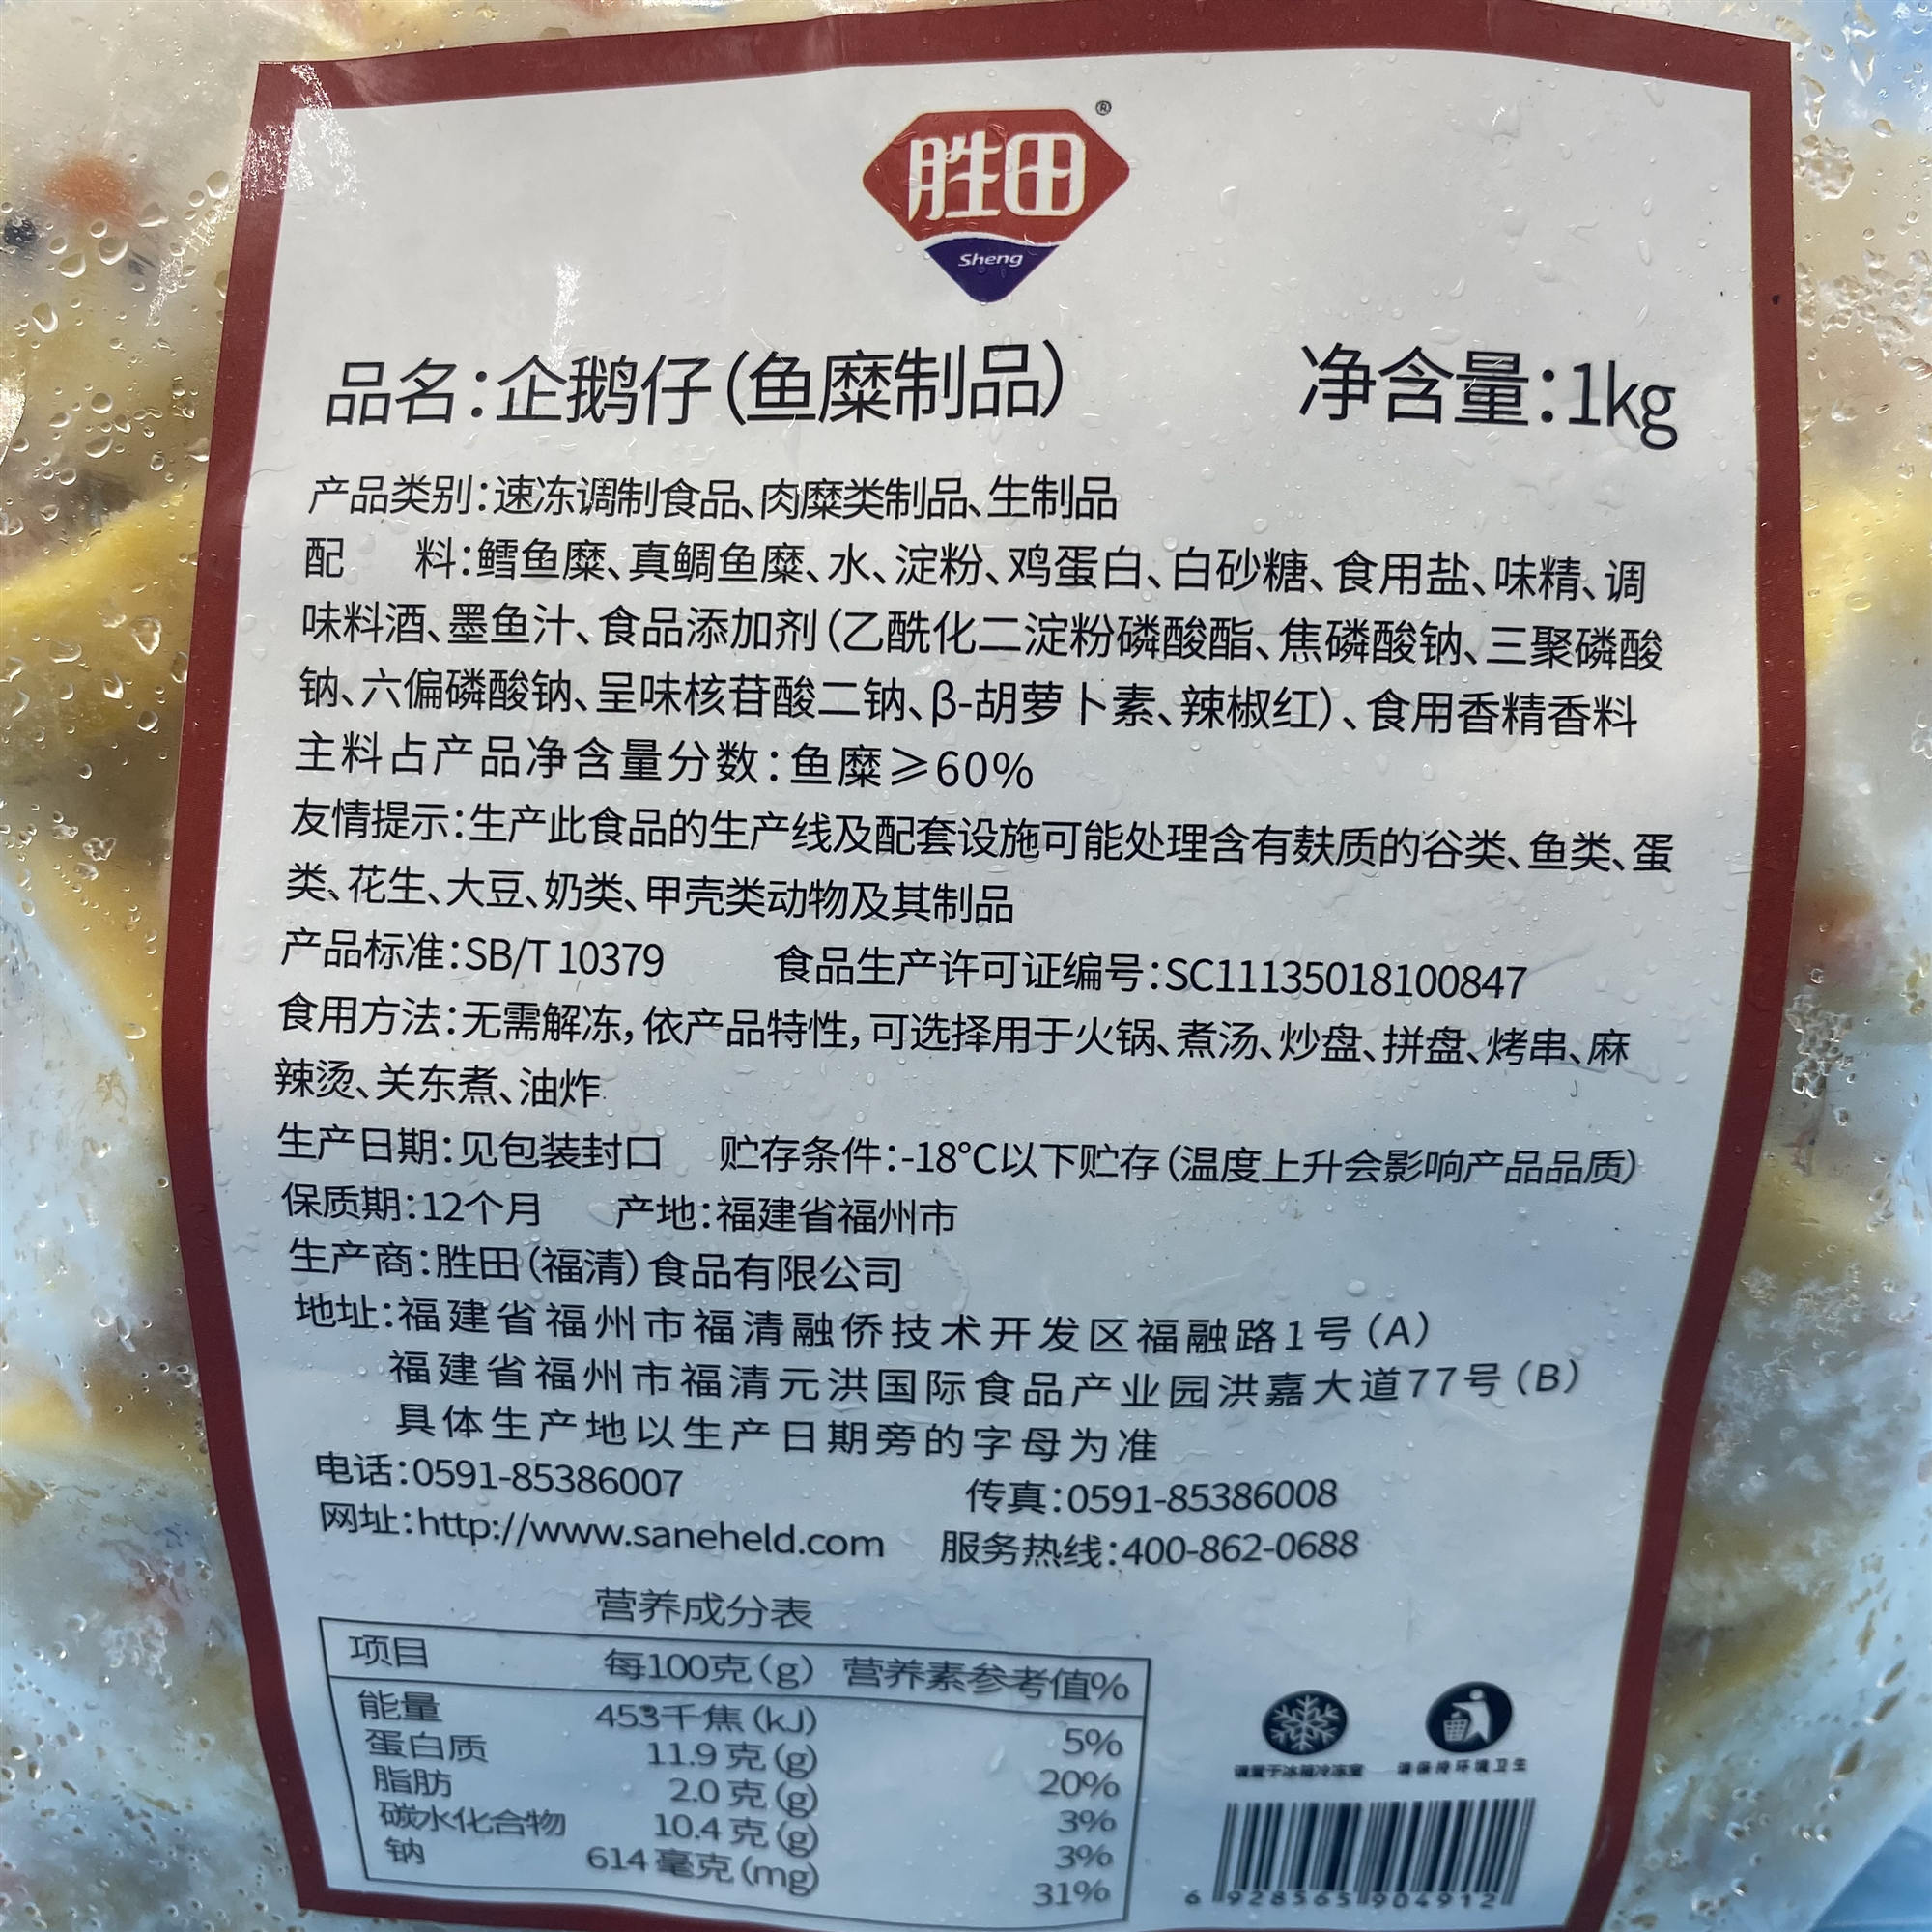 胜田®
Sheng
品名:企鹅仔(鱼糜制品) 净含量:1kg
产品类别:速冻调制食品、肉糜类制品、生制品
配 料:鳕鱼糜、真鲷鱼糜、水、淀粉、鸡蛋白、白砂糖、食用盐、味精、调
味料酒、墨鱼汁、食品添加剂(乙酰化二淀粉磷酸酯、焦磷酸钠、三聚磷酸
钠、六偏磷酸钠、呈味核苷酸二钠、β-胡萝卜素、辣椒红)、食用香精香料
主料占产品净含量分数:鱼糜≥60%
友情提示:生产此食品的生产线及配套设施可能处理含有麸质的谷类、鱼类、蛋
类、花生、大豆、奶类、甲壳类动物及其制品
产品标准:SB/T 10379 食品生产许可证编号:SC11135018100847
食用方法:无需解冻,依产品特性,可选择用于火锅、煮汤、炒盘、拼盘、烤串、麻
辣烫、关东煮、油炸
生产日期:见包装封口 贮存条件:-18℃以下贮存(温度上升会影响产品品质)
保质期:12个月 产地:福建省福州市
生产商:胜田(福清)食品有限公司
地址:福建省福州市福清融侨技术开发区福融路1号(A)
福建省福州市福清元洪国际食品产业园洪嘉大道77号(B)
具体生产地以生产日期旁的字母为准
电话:0591-85386007 传真:0591-85386008
网址:http://www.saneheld.com 服务热线:400-862-0688
营养成分表
项目 每100克(g) 营养素参考值%
能量 453千焦(kJ) 5%
蛋白质 11.9克(g) 20%
脂肪 2.0克(g) 3%
碳水化合物 10.4克(g) 3%
钠 614毫克(mg) 31%
请置于冰箱冷冻室 请保持环境卫生
6 928565 904912